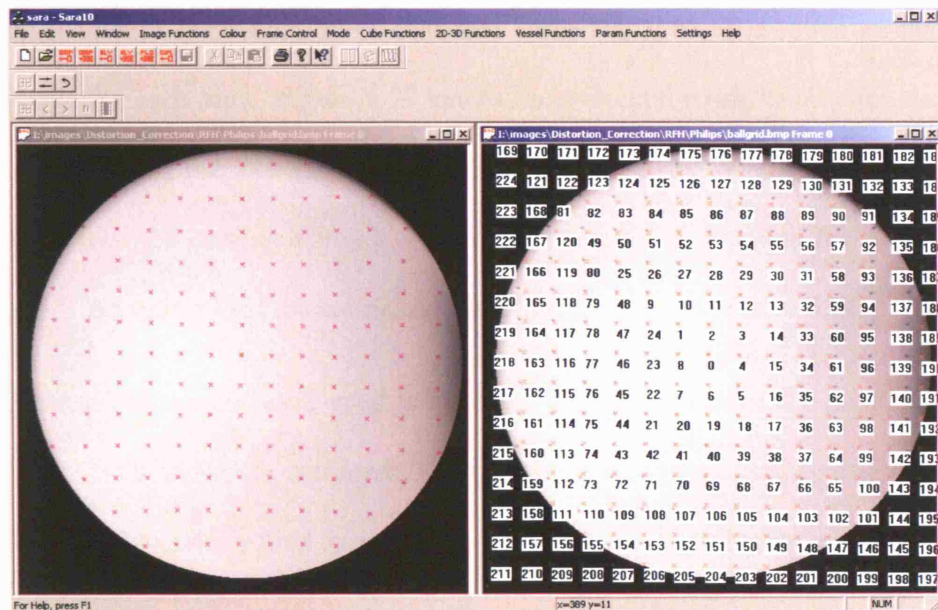 sara - Sara10
File Edit View Window Image Functions Colour Frame Control Mode Cube Functions 2D-3D Functions Vessel Functions Param Functions Settings Help
I:\images\Distortion_Correction\RFH\Philips\ballgrid.bmp Frame 0
I:\images\Distortion_Correction\RFH\Philips\ballgrid.bmp Frame 0
169 170 171 172 173 174 175 176 177 178 179 180 181 182
224 121 122 123 124 125 126 127 128 129 130 131 132 133
223 168 81 82 83 84 85 86 87 88 89 90 91 134
222 167 120 49 50 51 52 53 54 55 56 57 92 135
221 166 119 80 25 26 27 28 29 30 31 58 93 136
220 165 118 79 48 9 10 11 12 13 32 59 94 137
219 164 117 78 47 24 1 2 3 14 33 60 95 138
218 163 116 77 46 23 8 0 4 15 34 61 96 139
217 162 115 76 45 22 7 6 5 16 35 62 97 140
216 161 114 75 44 21 20 19 18 17 36 63 98 141
215 160 113 74 43 42 41 40 39 38 37 64 99 142 193
214 159 112 73 72 71 70 69 68 67 66 65 100 143 194
213 158 111 110 109 108 107 106 105 104 103 102 101 144 195
212 157 156 155 154 153 152 151 150 149 148 147 146 145 196
211 210 209 208 207 206 205 204 203 202 201 200 199 198 197
For Help, press F1
x=389 y=11
NUM